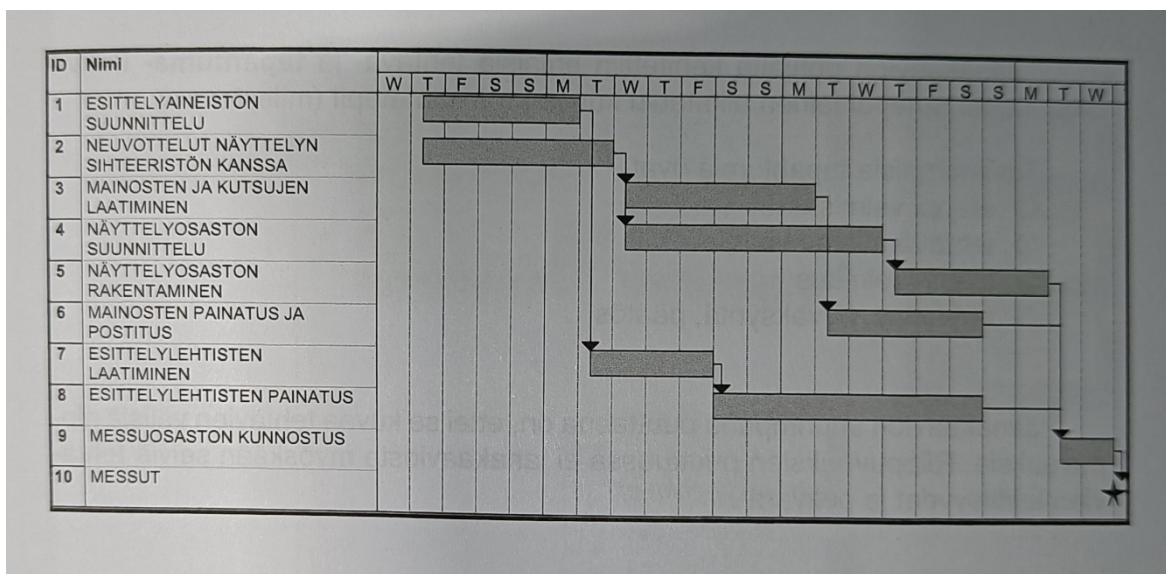 ID Nimi
W T F S S M T W T F S S M T W T F S S M T W
1 ESITTELYAINEISTON
SUUNNITTELU
2 NEUVOTTELUT NÄYTTELYN
SIHTEERISTÖN KANSSA
3 MAINOSTEN JA KUTSUJEN
LAATIMINEN
4 NÄYTTELYOSASTON
SUUNNITTELU
5 NÄYTTELYOSASTON
RAKENTAMINEN
6 MAINOSTEN PAINATUS JA
POSTITUS
7 ESITTELYLEHTISTEN
LAATIMINEN
8 ESITTELYLEHTISTEN PAINATUS
9 MESSUOSASTON KUNNOSTUS
10 MESSUT